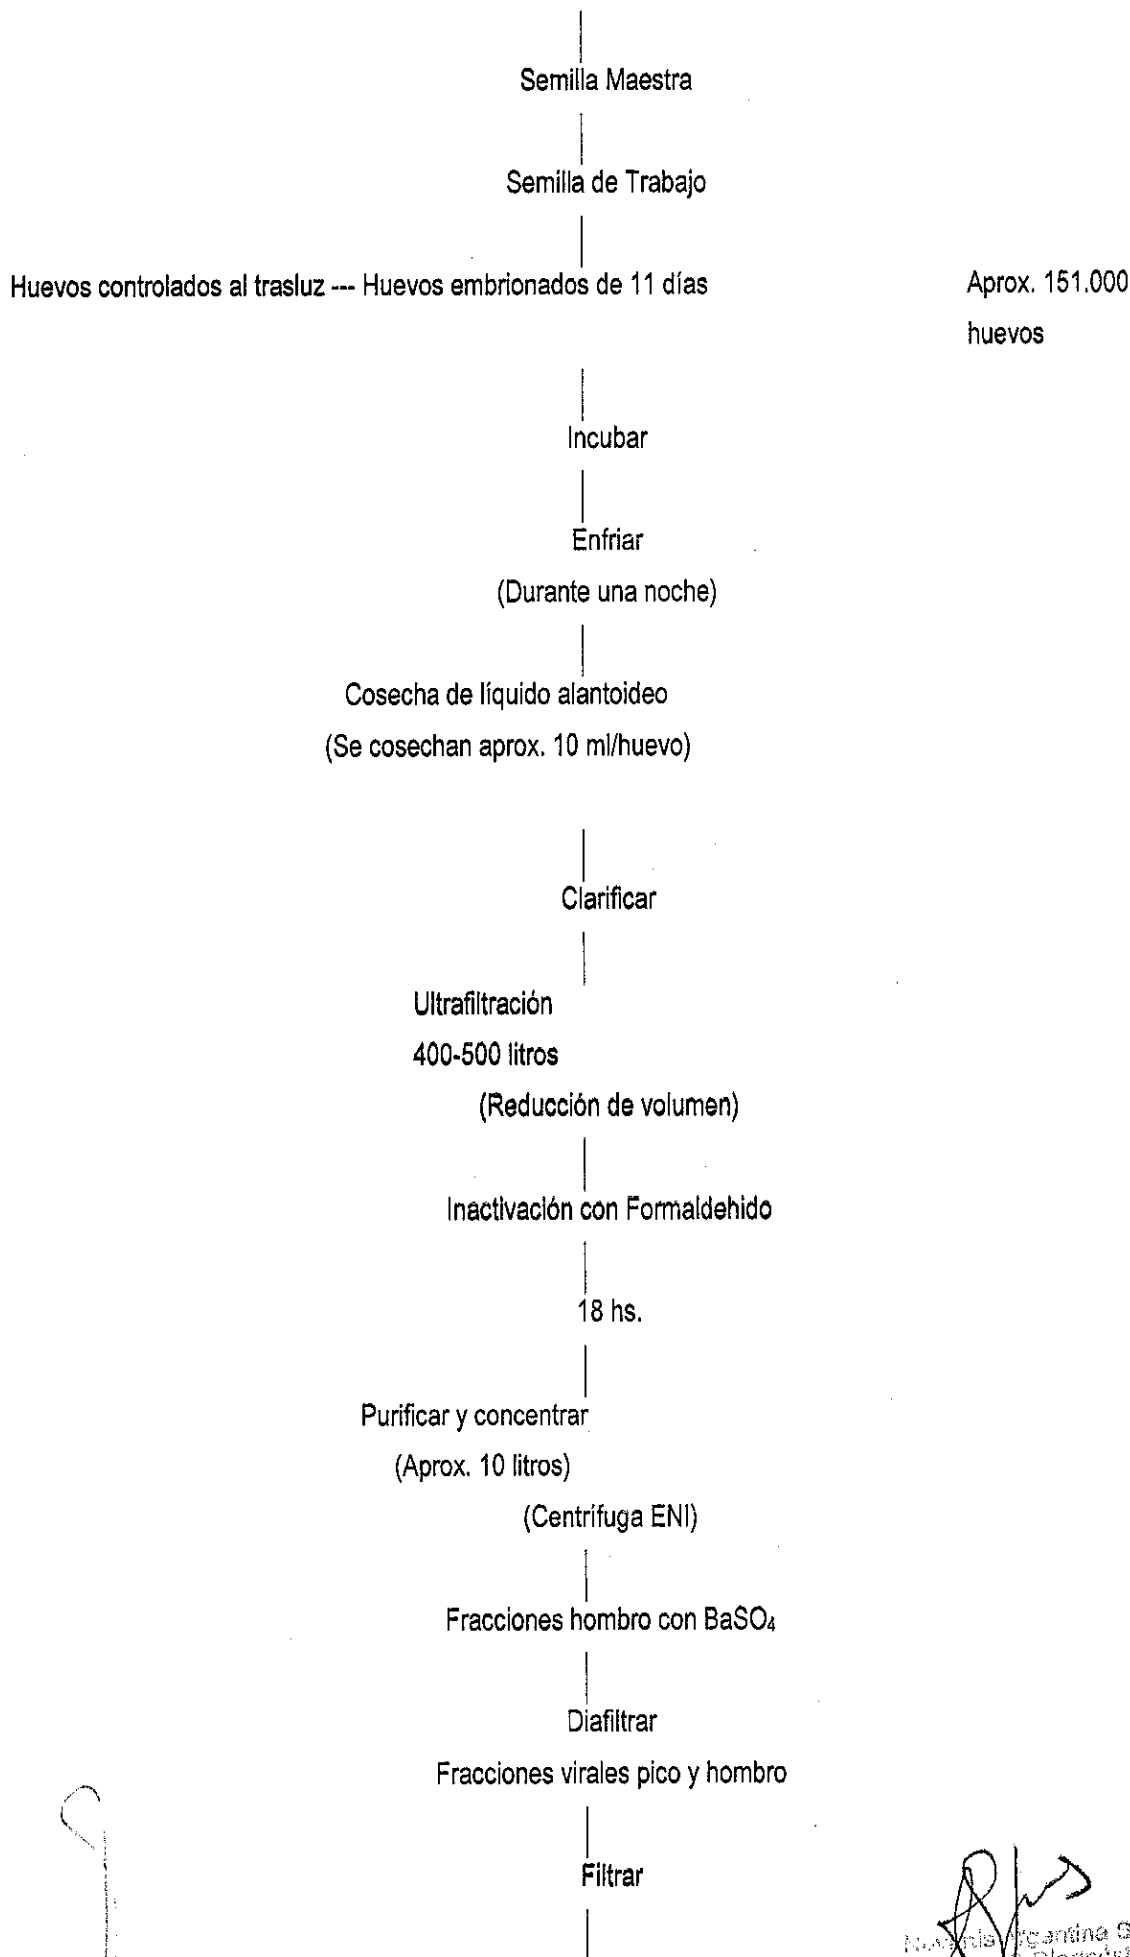 Semilla Maestra
Semilla de Trabajo
Huevos controlados al trasluz --- Huevos embrionados de 11 días Aprox. 151.000
huevos
Incubar
Enfriar
(Durante una noche)
Cosecha de líquido alantoideo
(Se cosechan aprox. 10 ml/huevo)
Clarificar
Ultrafiltración
400-500 litros
(Reducción de volumen)
Inactivación con Formaldehido
18 hs.
Purificar y concentrar
(Aprox. 10 litros)
(Centrífuga ENI)
Fracciones hombro con BaSO₄
Diafiltrar
Fracciones virales pico y hombro
Filtrar